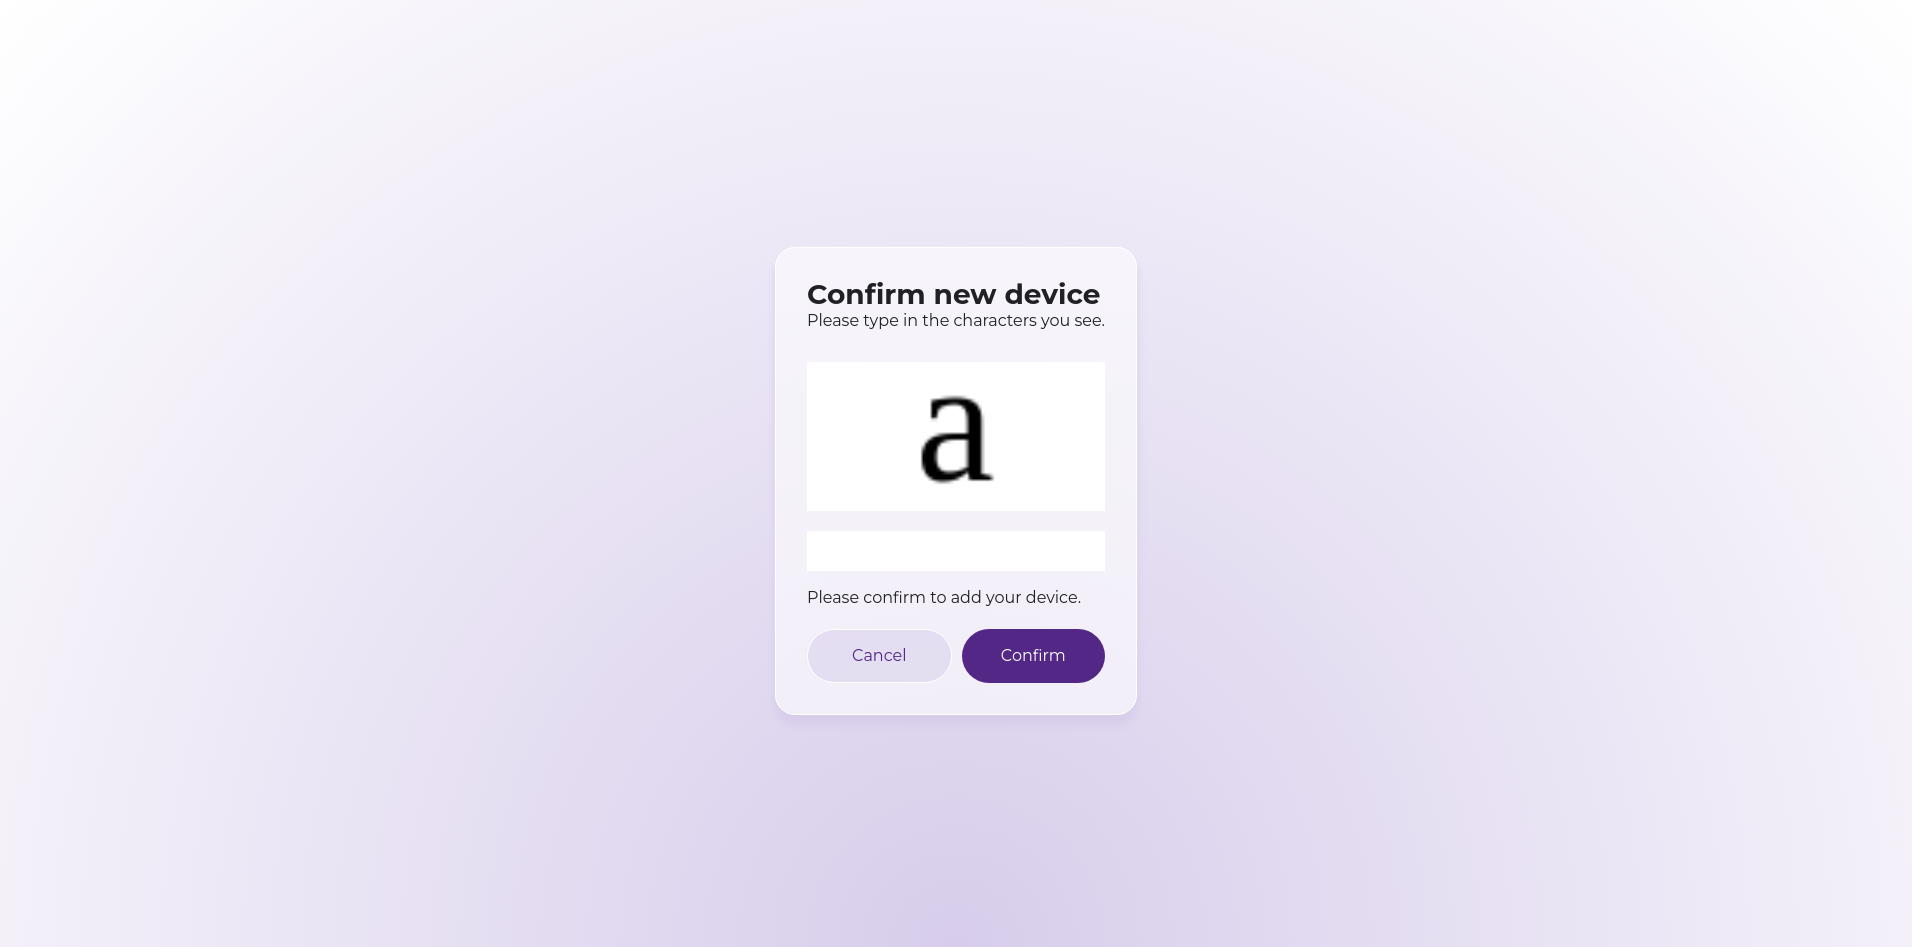 Confirm new device
Please type in the characters you see.
a
Please confirm to add your device.
Cancel
Confirm